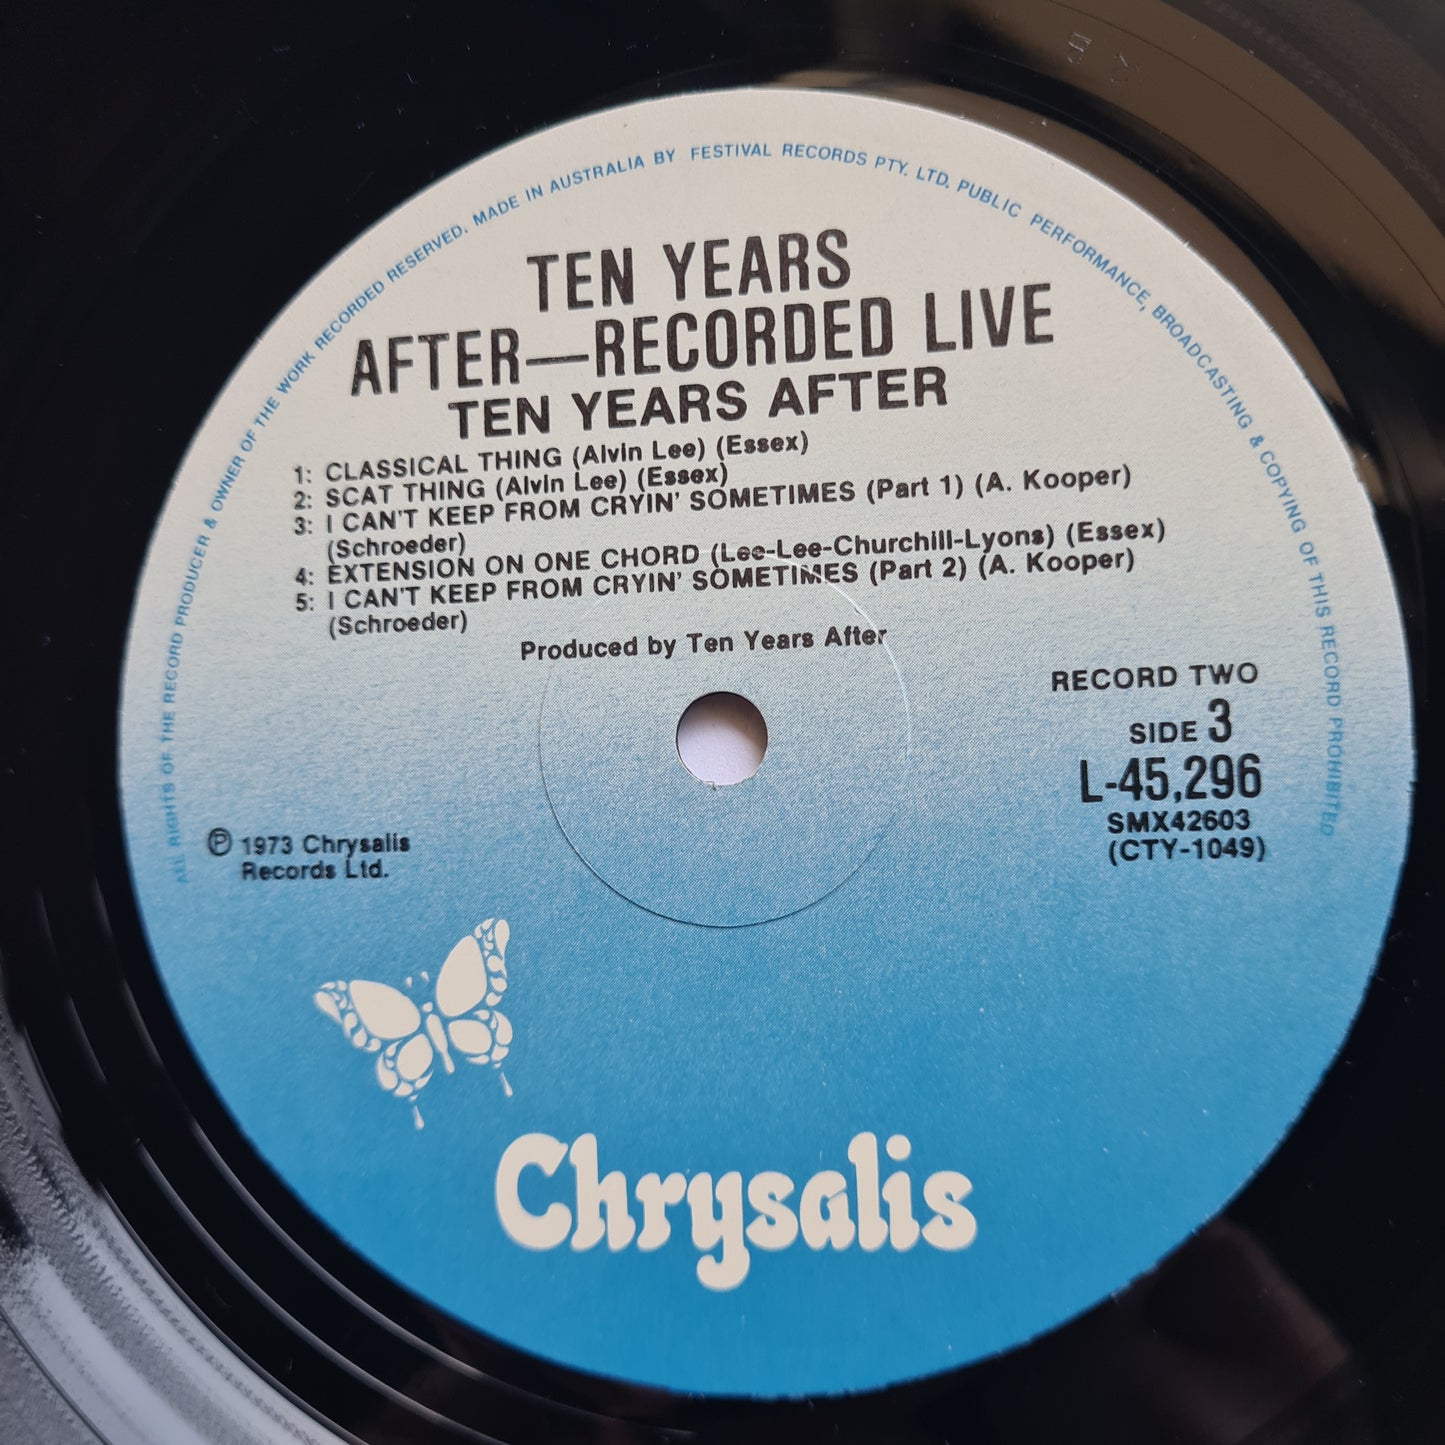 ALL RIGHTS OF THE RECORD PRODUCER & OWNER OF THE WORK RECORDED RESERVED. MADE IN AUSTRALIA BY FESTIVAL RECORDS PTY. LTD. PUBLIC PERFORMANCE, BROADCASTING & COPYING OF THIS RECORD PROHIBITED
TEN YEARS
AFTER—RECORDED LIVE
TEN YEARS AFTER
1: CLASSICAL THING (Alvin Lee) (Essex)
2: SCAT THING (Alvin Lee) (Essex)
3: I CAN'T KEEP FROM CRYIN' SOMETIMES (Part 1) (A. Kooper)
(Schroeder)
4: EXTENSION ON ONE CHORD (Lee-Lee-Churchill-Lyons) (Essex)
5: I CAN'T KEEP FROM CRYIN' SOMETIMES (Part 2) (A. Kooper)
(Schroeder)
Produced by Ten Years After
RECORD TWO
SIDE 3
L-45,296
SMX42603
(CTY-1049)
℗ 1973 Chrysalis
Records Ltd.
Chrysalis